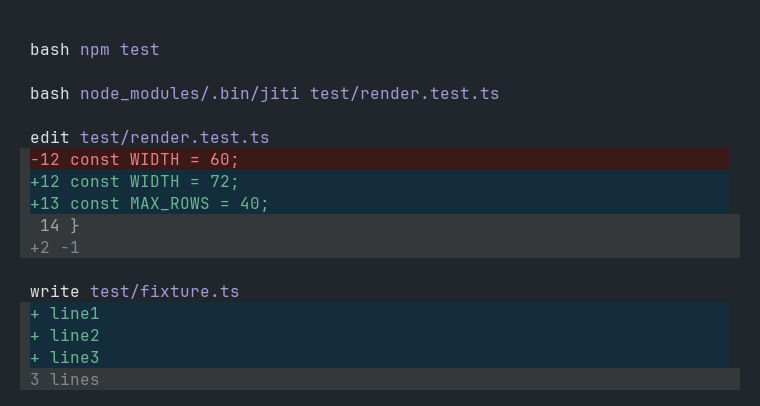 bash npm test
bash node_modules/.bin/jiti test/render.test.ts
edit test/render.test.ts
-12 const WIDTH = 60;
+12 const WIDTH = 72;
+13 const MAX_ROWS = 40;
 14 }
+2 -1
write test/fixture.ts
+ line1
+ line2
+ line3
3 lines